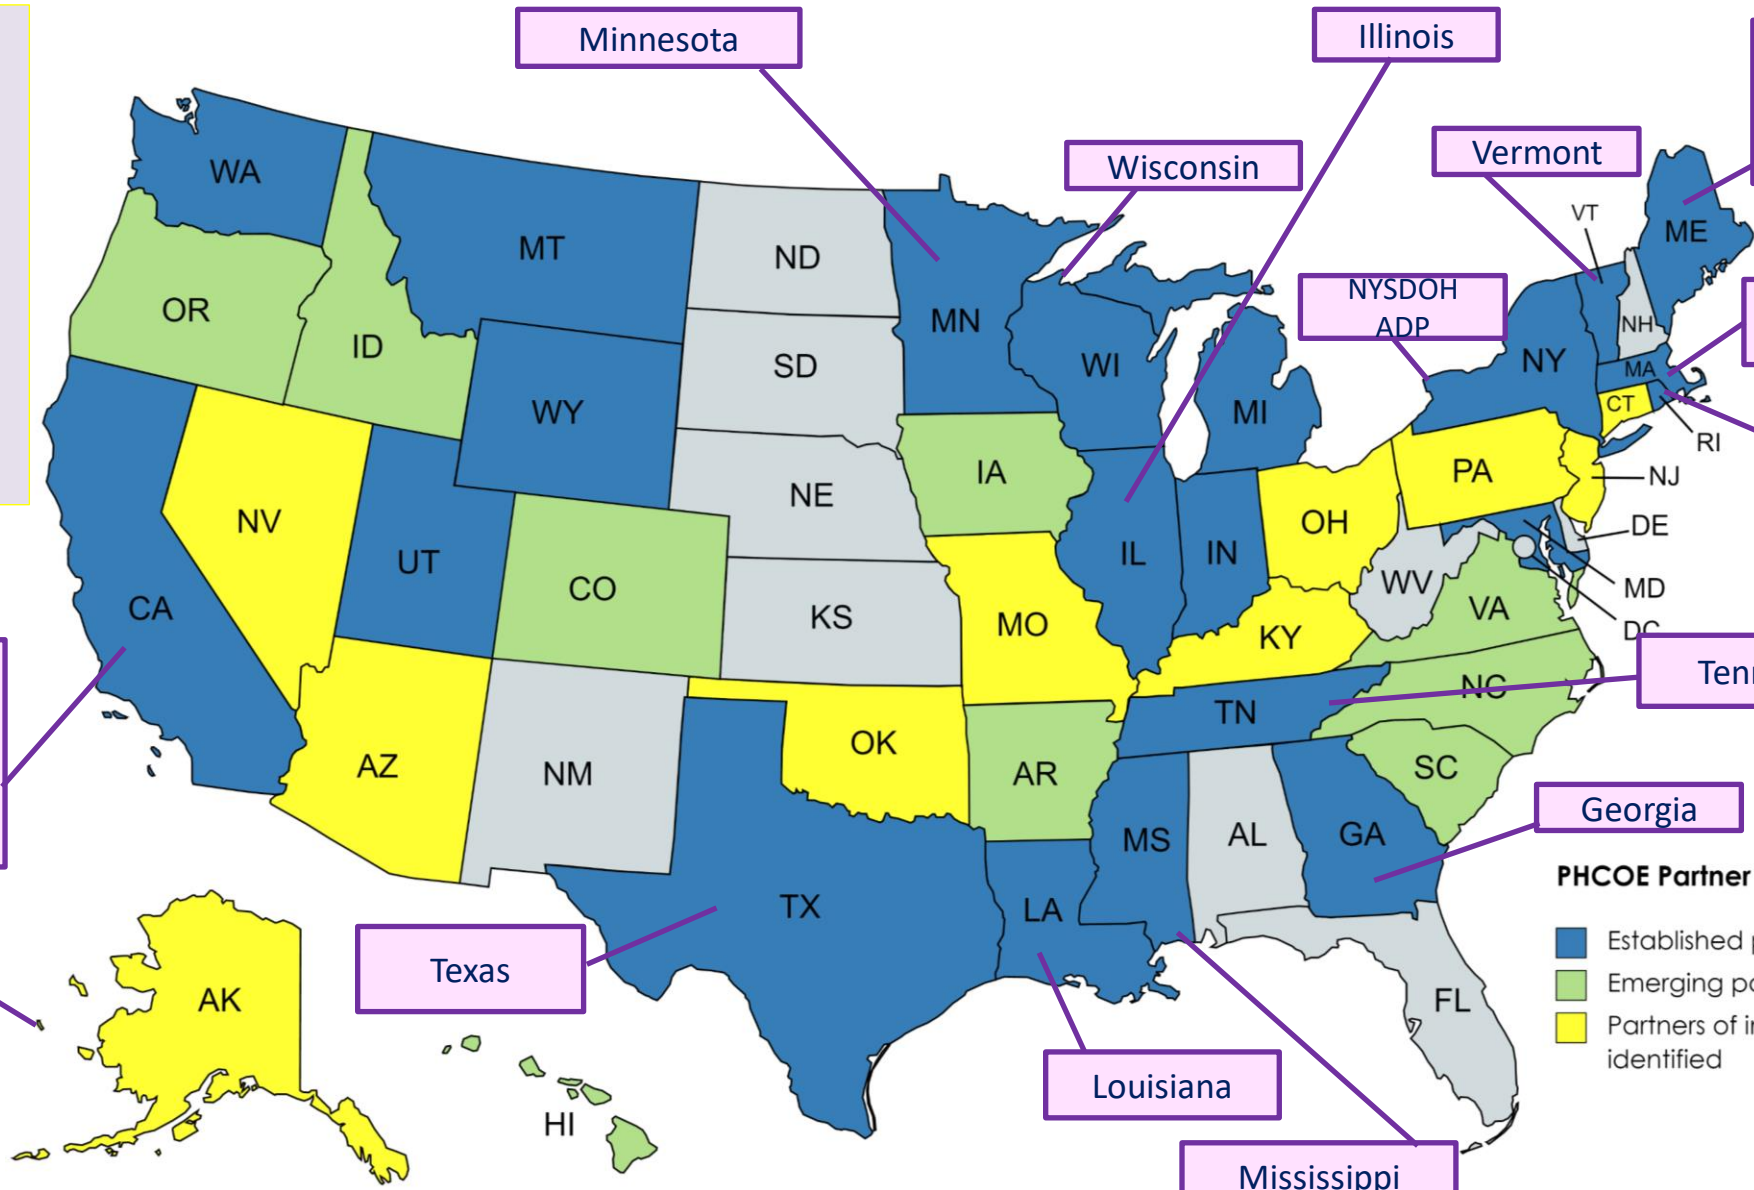 Minnesota
Illinois
Wisconsin
Vermont
WA
VT
ME
MT
ND
OR
NYSDOH
ADP
MN
NH
ID
SD
WI
NY
MA
WY
MI
CT
RI
IA
PA
NJ
NV
NE
OH
DE
UT
IL
IN
CO
WV
MD
CA
KS
MO
VA
KY
DC
NC
TN
AZ
OK
NM
AR
SC
Georgia
MS
AL
GA
PHCOE Partner
TX
LA
Established
Texas
Emerging
AK
FL
Partners of
identified
Louisiana
HI
Mississippi